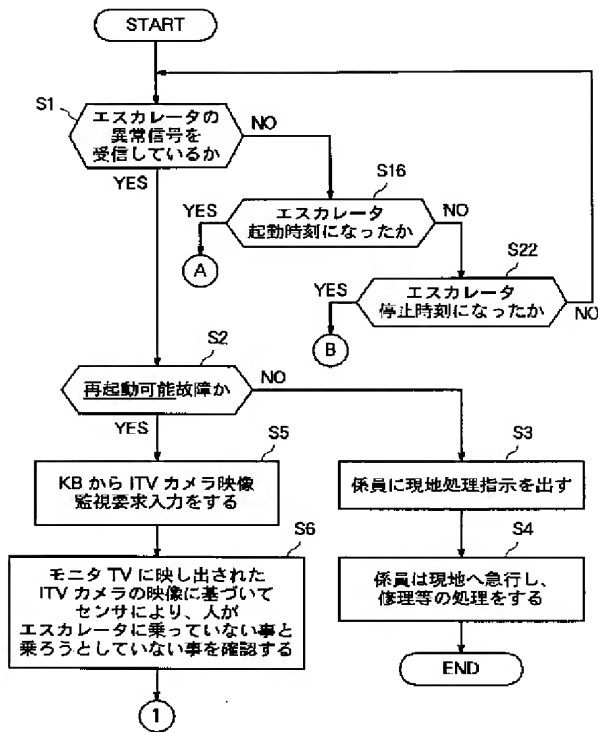 START
S1
エスカレータの
異常信号を
受信しているか
NO
YES
S16
YES
エスカレータ
起動時刻になったか
NO
A
S22
YES
エスカレータ
停止時刻になったか
NO
B
S2
再起動可能故障か
NO
YES
S5
KB から ITV カメラ映像
監視要求入力をする
S3
係員に現地処理指示を出す
S6
モニタ TV に映し出された
ITV カメラの映像に基づいて
センサにより、人が
エスカレータに乗っていない事と
乗ろうとしていない事を確認する
S4
係員は現地へ急行し、
修理等の処理をする
END
1